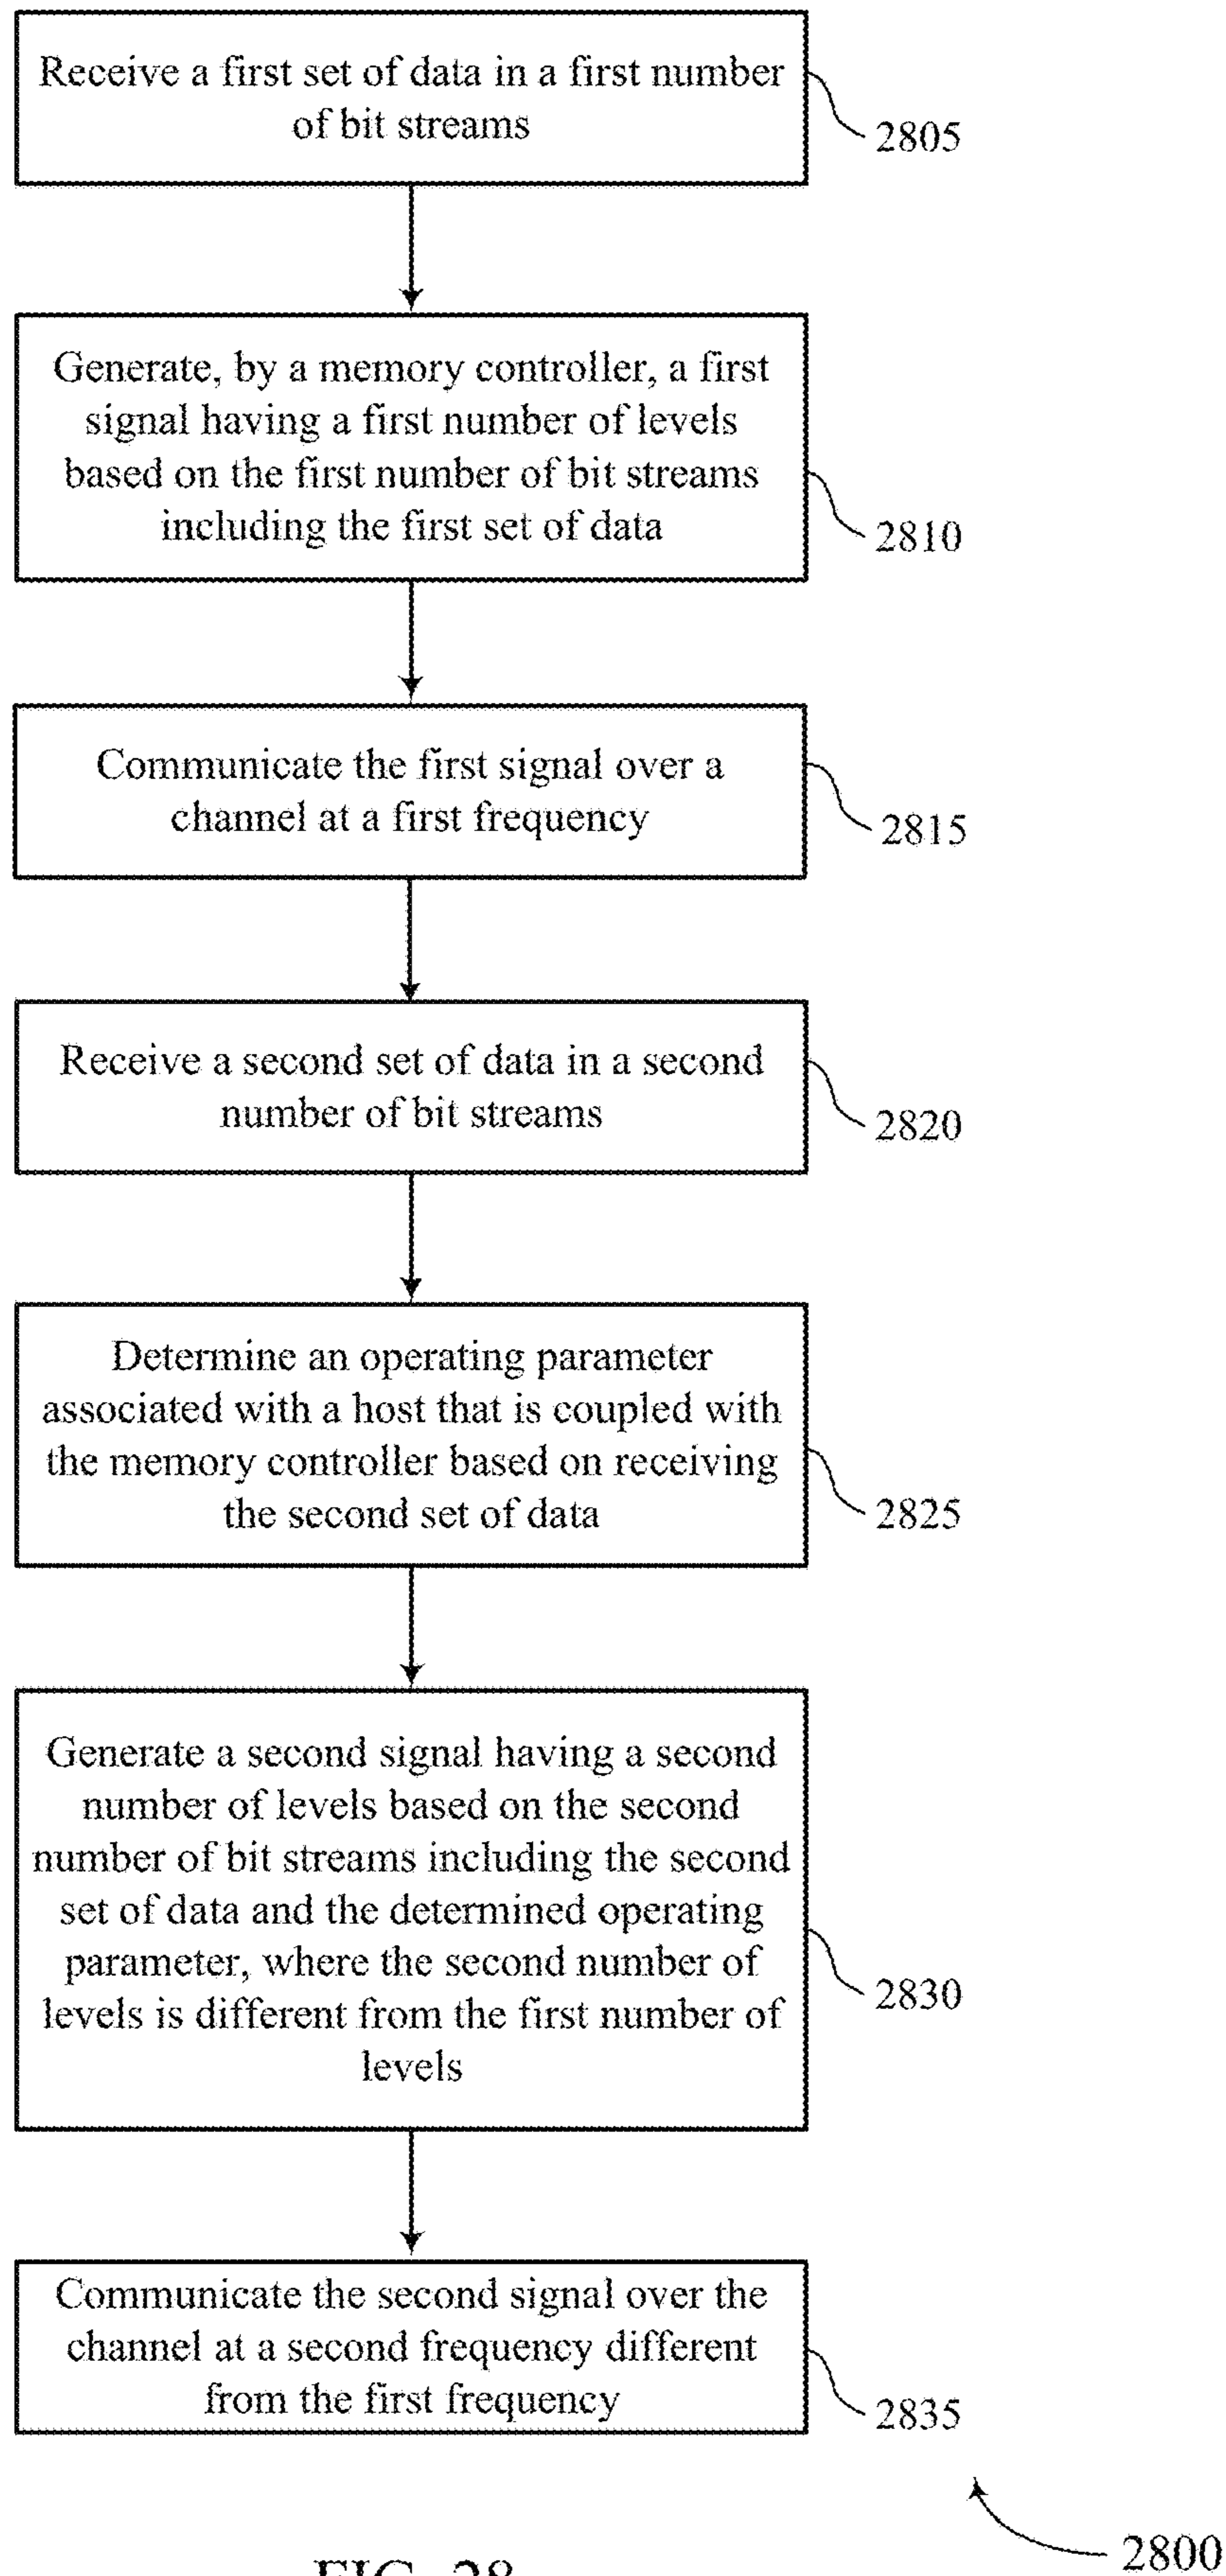 Receive a first set of data in a first number
of bit streams
2805
Generate, by a memory controller, a first
signal having a first number of levels
based on the first number of bit streams
including the first set of data
2810
Communicate the first signal over a
channel at a first frequency
2815
Receive a second set of data in a second
number of bit streams
2820
Determine an operating parameter
associated with a host that is coupled with
the memory controller based on receiving
the second set of data
2825
Generate a second signal having a second
number of levels based on the second
number of bit streams including the second
set of data and the determined operating
parameter, where the second number of
levels is different from the first number of
levels
2830
Communicate the second signal over the
channel at a second frequency different
from the first frequency
2835
2800
FIG. 28